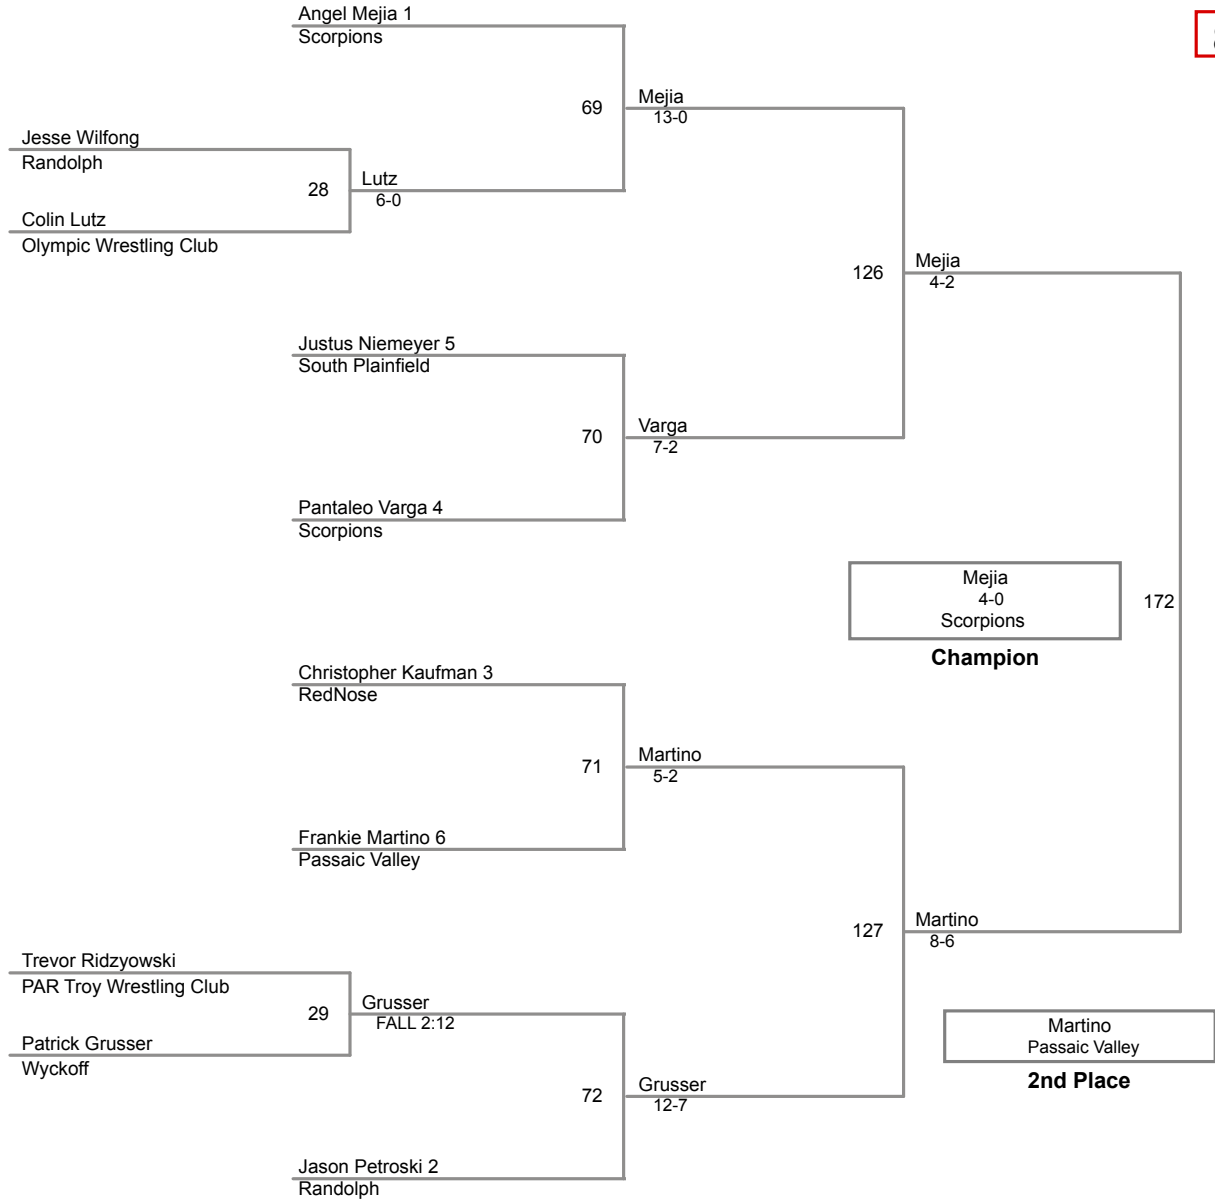 Angel Mejia 1
Scorpions
69
Mejia
13-0
Jesse Wilfong
Randolph
28
Lutz
6-0
Colin Lutz
Olympic Wrestling Club
126
Mejia
4-2
Justus Niemeyer 5
South Plainfield
70
Varga
7-2
Pantaleo Varga 4
Scorpions
Mejia
4-0
Scorpions
172
Champion
Christopher Kaufman 3
RedNose
71
Martino
5-2
Frankie Martino 6
Passaic Valley
127
Martino
8-6
Trevor Ridzyowski
PAR Troy Wrestling Club
29
Grusser
FALL 2:12
Patrick Grusser
Wyckoff
Martino
Passaic Valley
2nd Place
72
Grusser
12-7
Jason Petroski 2
Randolph